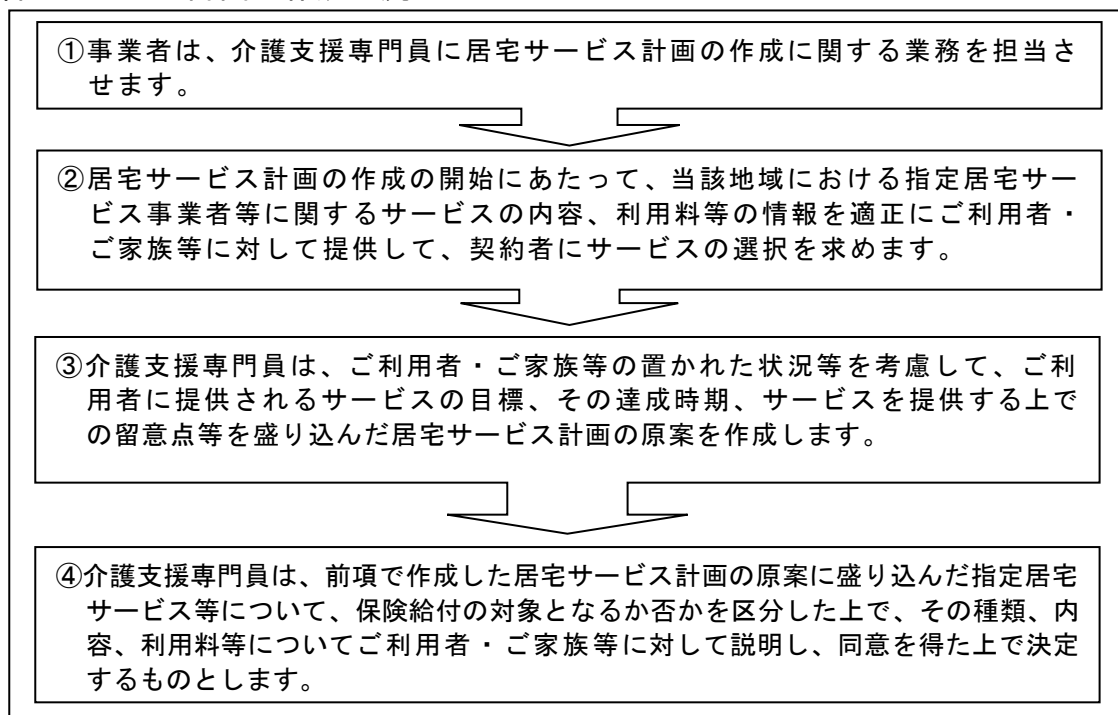 ①事業者は、介護支援専門員に居宅サービス計画の作成に関する業務を担当さ
せます。
②居宅サービス計画の作成の開始にあたって、当該地域における指定居宅サー
ビス事業者等に関するサービスの内容、利用料等の情報を適正にご利用者・
ご家族等に対して提供して、契約者にサービスの選択を求めます。
③介護支援専門員は、ご利用者・ご家族等の置かれた状況等を考慮して、ご利
用者に提供されるサービスの目標、その達成時期、サービスを提供する上で
の留意点等を盛り込んだ居宅サービス計画の原案を作成します。
④介護支援専門員は、前項で作成した居宅サービス計画の原案に盛り込んだ指定居宅
サービス等について、保険給付の対象となるか否かを区分した上で、その種類、内
容、利用料等についてご利用者・ご家族等に対して説明し、同意を得た上で決定
するものとします。